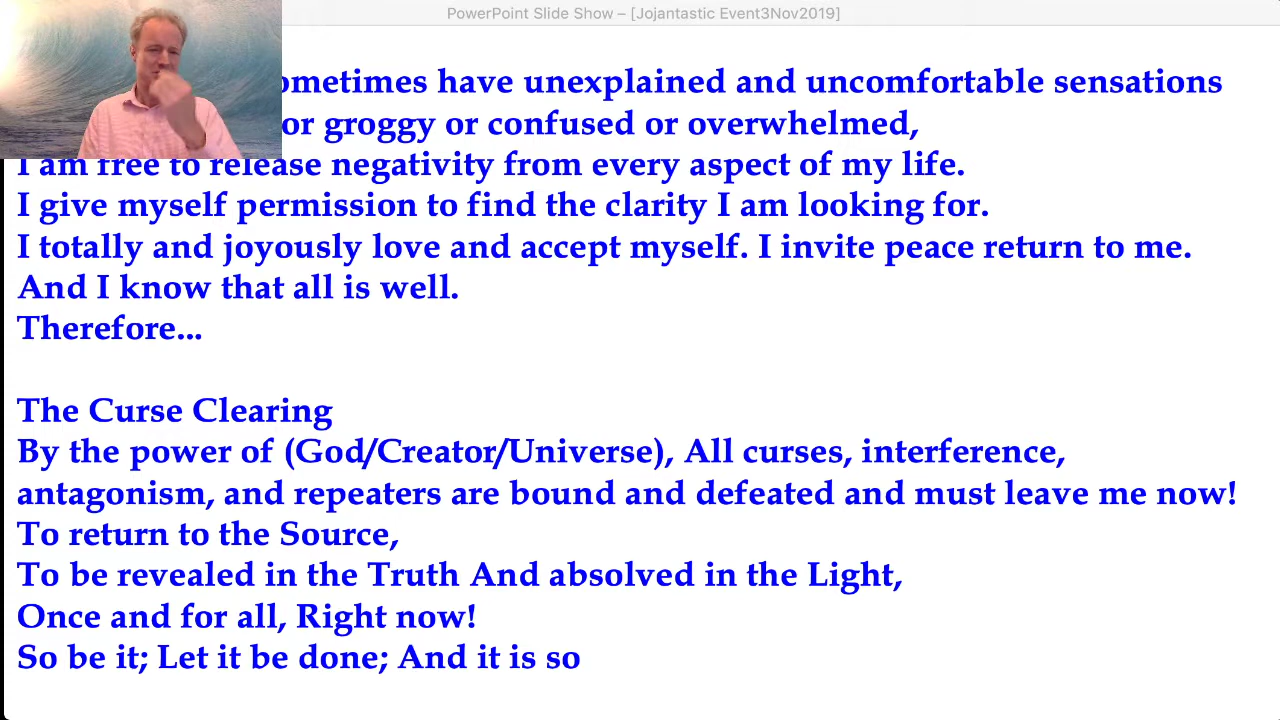 PowerPoint Slide Show – [Jojantastic Event3Nov2019]
have unexplained and uncomfortable sensations
or groggy or confused or overwhelmed,
I am free to release negativity from every aspect of my life.
I give myself permission to find the clarity I am looking for.
I totally and joyously love and accept myself. I invite peace return to me.
And I know that all is well.
Therefore...
The Curse Clearing
By the power of (God/Creator/Universe), All curses, interference,
antagonism, and repeaters are bound and defeated and must leave me now!
To return to the Source,
To be revealed in the Truth And absolved in the Light,
Once and for all, Right now!
So be it; Let it be done; And it is so